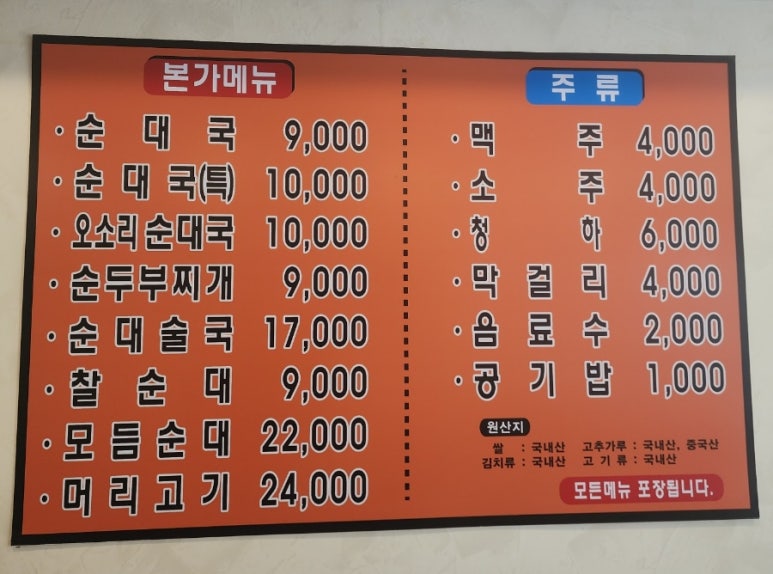 본가메뉴
· 순대국 9,000
· 순대국(특) 10,000
· 오소리순대국 10,000
· 순두부찌개 9,000
· 순대술국 17,000
· 찰순대 9,000
· 모듬순대 22,000
· 머리고기 24,000
주류
· 맥주 4,000
· 소주 4,000
· 청하 6,000
· 막걸리 4,000
· 음료수 2,000
· 공기밥 1,000
원산지
쌀 : 국내산 고추가루 : 국내산, 중국산
김치류 : 국내산 고기류 : 국내산
모든메뉴 포장됩니다.